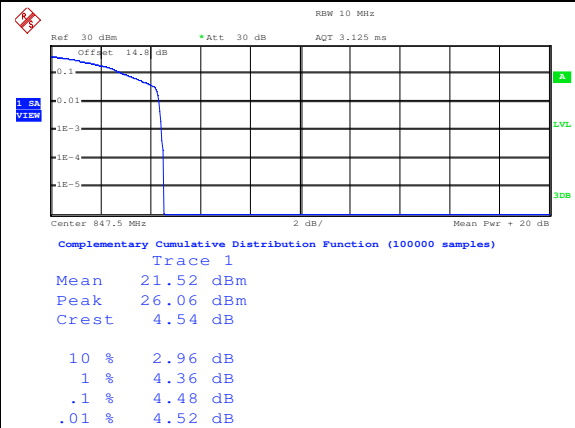 RBW 10 MHz
Ref 30 dBm *Att 30 dB AQT 3.125 ms
Offset 14.8 dB
0.1
A
0.01
1 SA
VIEW
1E-3
LVL
1E-4
1E-5
3DB
Center 847.5 MHz 2 dB/ Mean Pwr + 20 dB
Complementary Cumulative Distribution Function (100000 samples)
Trace 1
Mean 21.52 dBm
Peak 26.06 dBm
Crest 4.54 dB
10 % 2.96 dB
1 % 4.36 dB
.1 % 4.48 dB
.01 % 4.52 dB